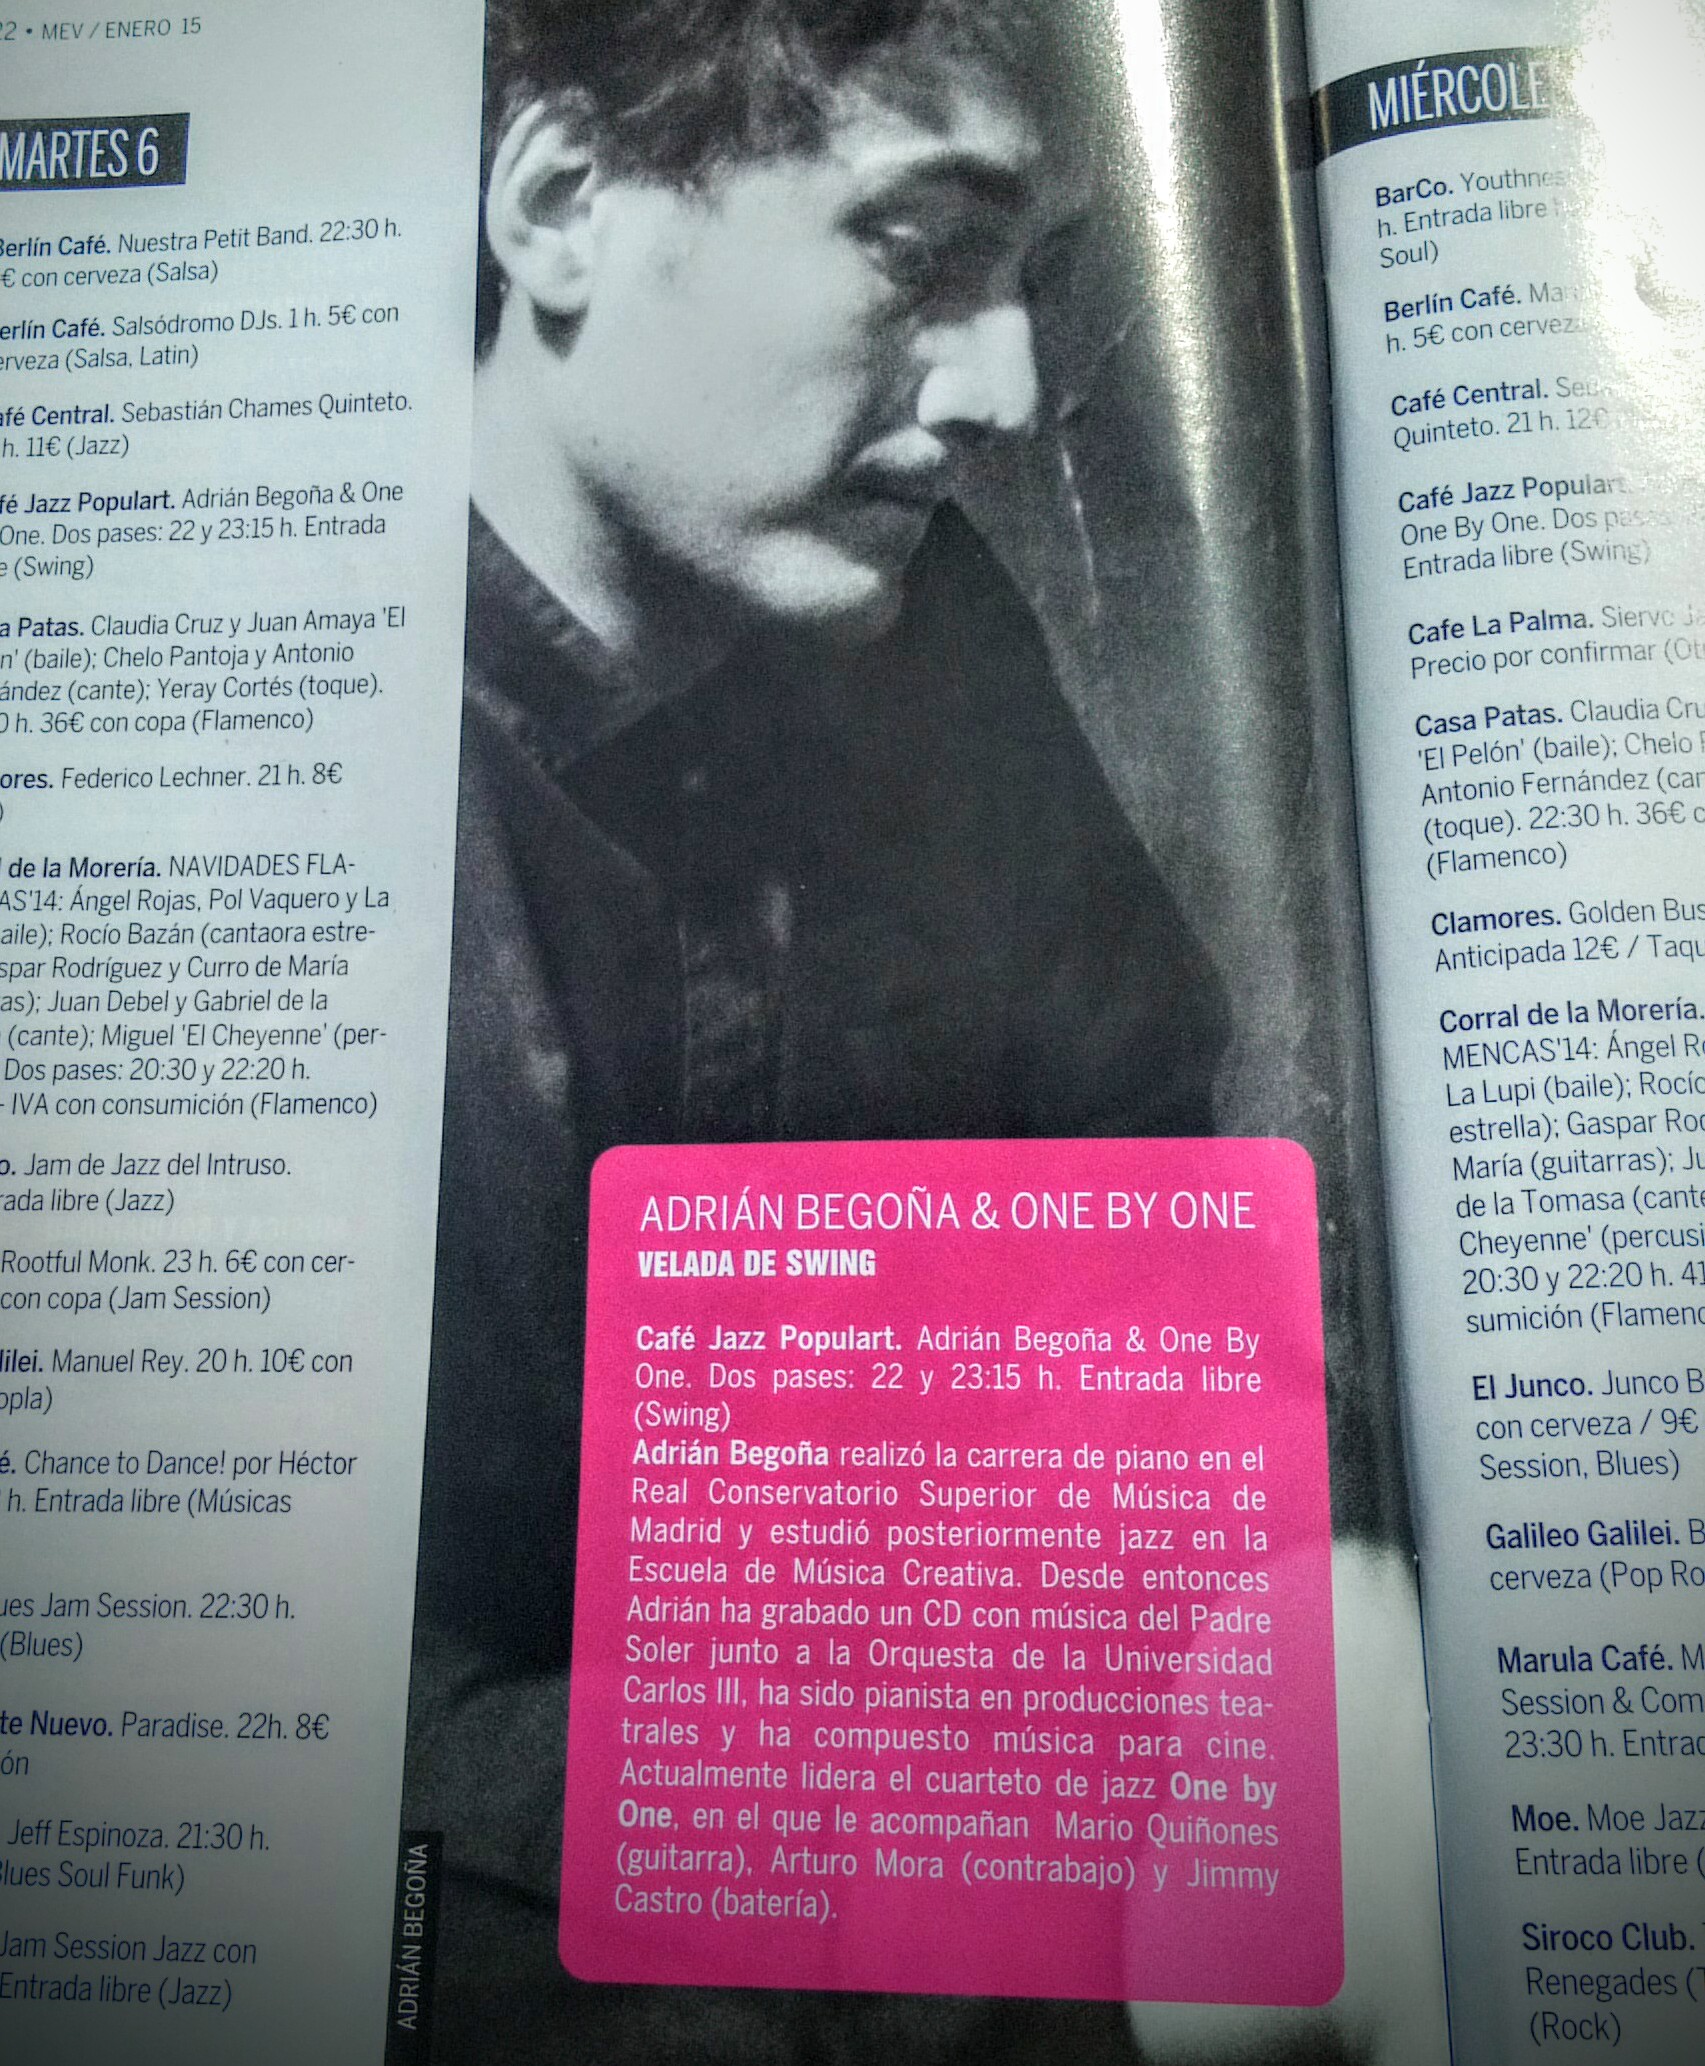 22 • MEV / ENERO 15
MARTES 6
Berlín Café. Nuestra Petit Band. 22:30 h.
€ con cerveza (Salsa)
Berlín Café. Salsódromo DJs. 1 h. 5€ con
cerveza (Salsa, Latin)
Café Central. Sebastián Chames Quinteto.
h. 11€ (Jazz)
Café Jazz Populart. Adrián Begoña & One
One. Dos pases: 22 y 23:15 h. Entrada
(Swing)
Patas. Claudia Cruz y Juan Amaya 'El
(baile); Chelo Pantoja y Antonio
(cante); Yeray Cortés (toque).
h. 36€ con copa (Flamenco)
Federico Lechner. 21 h. 8€
de la Morería. NAVIDADES FLA-
AS'14: Ángel Rojas, Pol Vaquero y La
Rocío Bazán (cantaora estre-
Rodríguez y Curro de María
Juan Debel y Gabriel de la
(cante); Miguel 'El Cheyenne' (per-
Dos pases: 20:30 y 22:20 h.
IVA con consumición (Flamenco)
Jam de Jazz del Intruso.
libre (Jazz)
Rootful Monk. 23 h. 6€ con cer-
con copa (Jam Session)
Manuel Rey. 20 h. 10€ con
Chance to Dance! por Héctor
h. Entrada libre (Músicas
Jam Session. 22:30 h.
(Blues)
Nuevo. Paradise. 22h. 8€
Jeff Espinoza. 21:30 h.
Blues Soul Funk)
Jam Session Jazz con
Entrada libre (Jazz)
ADRIÁN BEGOÑA
ADRIÁN BEGOÑA & ONE BY ONE
VELADA DE SWING
Café Jazz Populart. Adrián Begoña & One By
One. Dos pases: 22 y 23:15 h. Entrada libre
(Swing)
Adrián Begoña realizó la carrera de piano en el
Real Conservatorio Superior de Música de
Madrid y estudió posteriormente jazz en la
Escuela de Música Creativa. Desde entonces
Adrián ha grabado un CD con música del Padre
Soler junto a la Orquesta de la Universidad
Carlos III, ha sido pianista en producciones tea-
trales y ha compuesto música para cine.
Actualmente lidera el cuarteto de jazz One by
One, en el que le acompañan Mario Quiñones
(guitarra), Arturo Mora (contrabajo) y Jimmy
Castro (batería).
MIÉRCOLE
BarCo. Youthness
h. Entrada libre
Soul)
Berlín Café.
h. 5€ con cerveza
Café Central.
Quinteto. 21 h. 12€
Café Jazz Populart.
One By One. Dos pases
Entrada libre (Swing)
Cafe La Palma. Siervo
Precio por confirmar
Casa Patas. Claudia
'El Pelón' (baile); Chelo
Antonio Fernández
(toque). 22:30 h. 36€
(Flamenco)
Clamores. Golden
Anticipada 12€ /
Corral de la Morería.
MENCAS'14: Ángel
La Lupi (baile);
estrella); Gaspar
María (guitarras);
de la Tomasa
Cheyenne'
20:30 y 22:20 h. 41
sumición
El Junco. Junco
con cerveza / 9€
Session, Blues)
Galileo Galilei.
cerveza (Pop
Marula Café.
Session &
23:30 h.
Moe. Moe
Entrada libre
Siroco Club.
Renegades
(Rock)